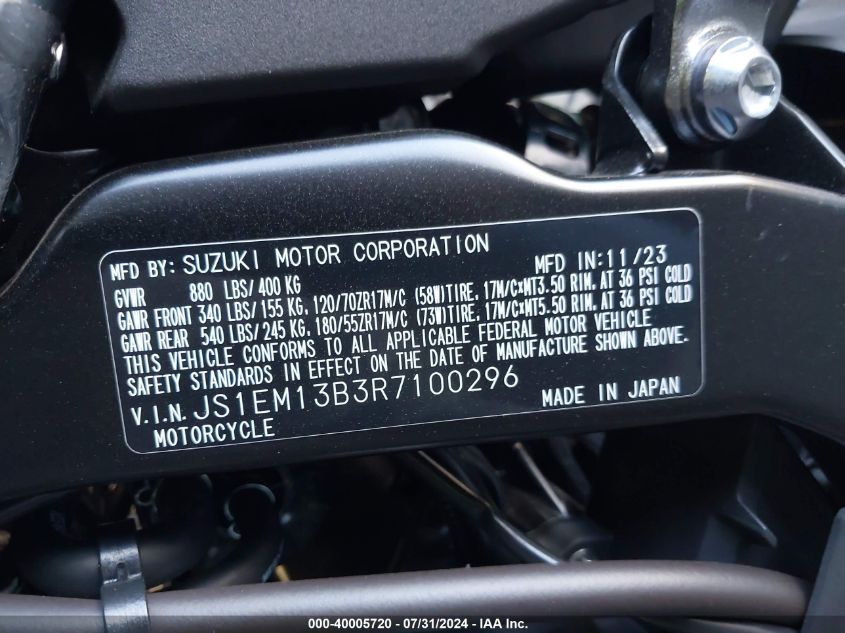 MFD BY: SUZUKI MOTOR CORPORATION MFD IN:11/23
GVWR 880 LBS/400 KG
GAWR FRONT 340 LBS/155 KG, 120/70ZR17M/C (58W)TIRE, 17M/C×MT3.50 RIM, AT 36 PSI COLD
GAWR REAR 540 LBS/245 KG, 180/55ZR17M/C (73W)TIRE, 17M/C×MT5.50 RIM, AT 36 PSI COLD
THIS VEHICLE CONFORMS TO ALL APPLICABLE FEDERAL MOTOR VEHICLE
SAFETY STANDARDS IN EFFECT ON THE DATE OF MANUFACTURE SHOWN ABOVE.
V.I.N. JS1EM13B3R7100296 MADE IN JAPAN
MOTORCYCLE
000-40005720 - 07/31/2024 - IAA Inc.